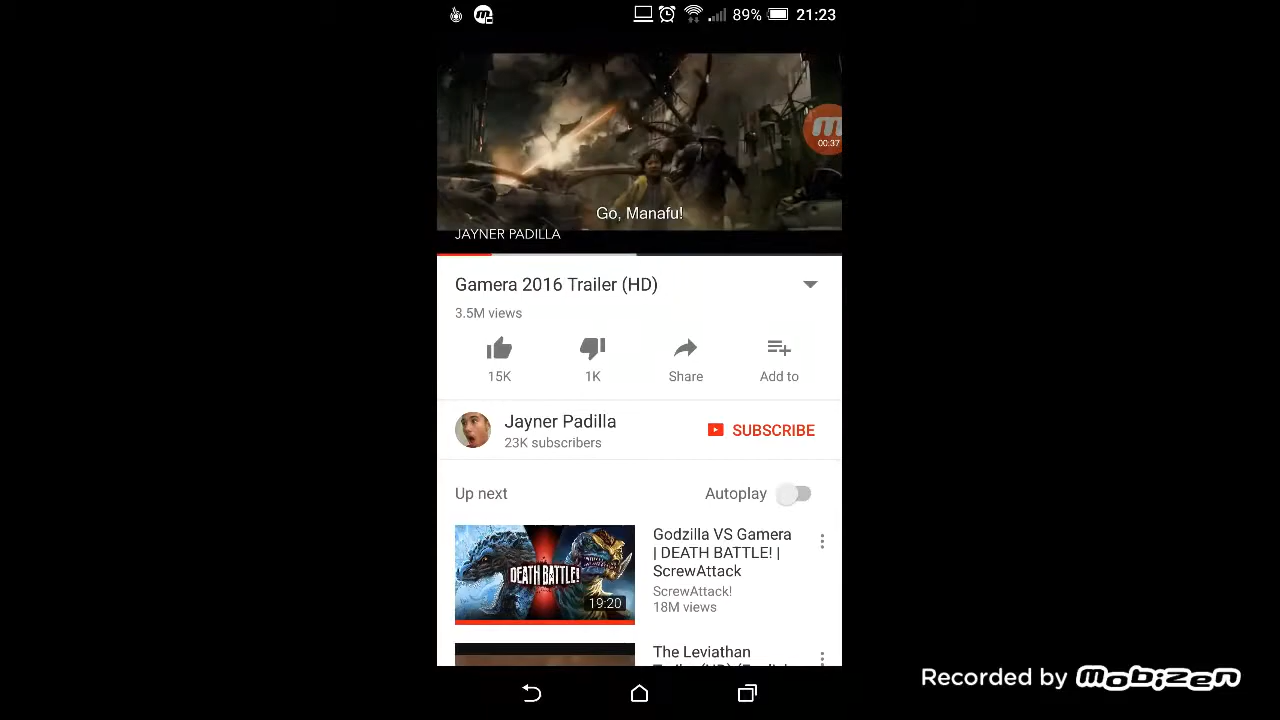 89% 21:23
00:37
Go, Manafu!
JAYNER PADILLA
Gamera 2016 Trailer (HD)
3.5M views
15K 1K Share Add to
Jayner Padilla
23K subscribers
SUBSCRIBE
Up next Autoplay
DEATH BATTLE!
19:20
Godzilla VS Gamera
| DEATH BATTLE! |
ScrewAttack
ScrewAttack!
18M views
The Leviathan
Recorded by mobizen